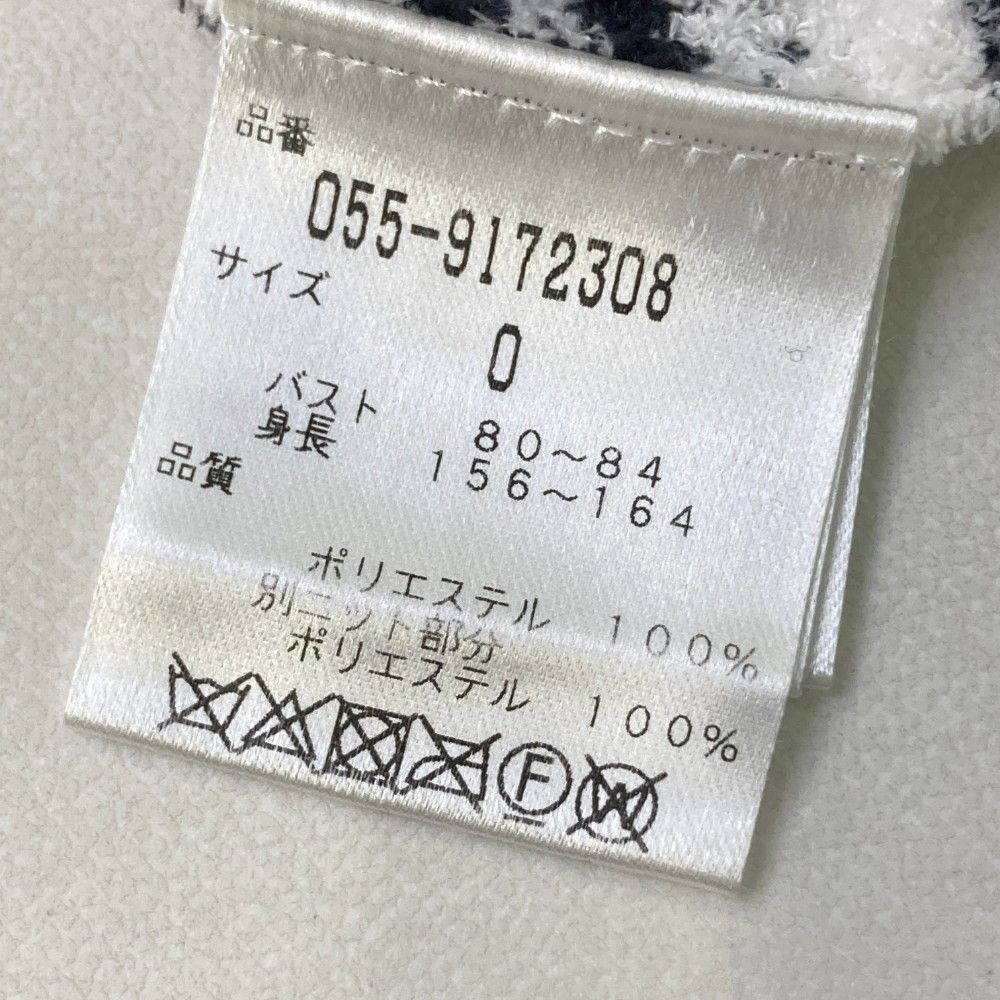 品番
055-9172308
サイズ
0
バスト 80～84
身長 156～164
品質
ポリエステル 100%
別ニット部分
ポリエステル 100%
F W